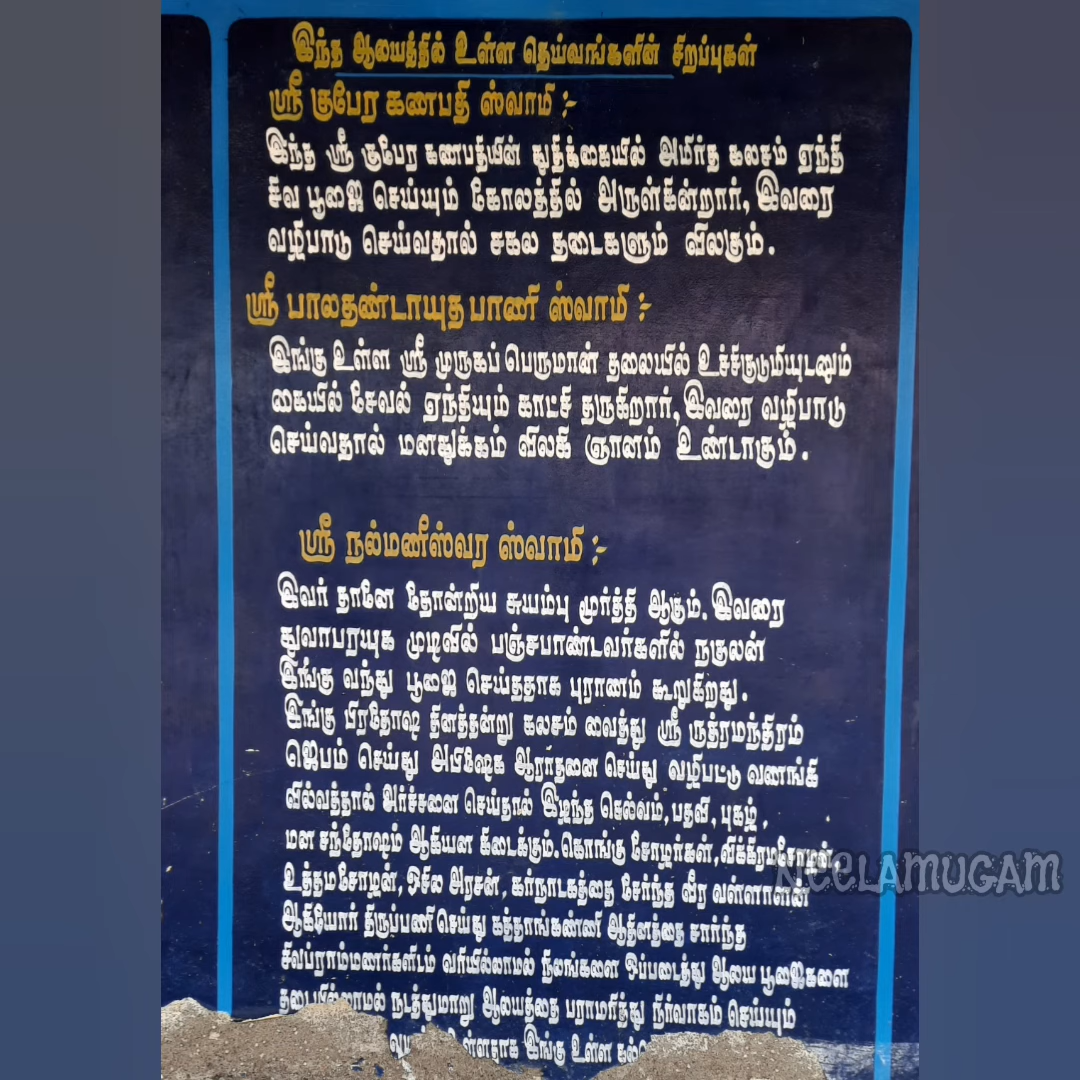 இந்த ஆலயத்தில் உள்ள தெய்வங்களின் சிறப்புகள்
ஸ்ரீ குபேர கணபதி ஸ்வாமி :-
இந்த ஸ்ரீ குபேர கணபதியின் துதிக்கையில் அமிர்த கலசம் ஏந்தி
சிவ பூஜை செய்யும் கோலத்தில் அருள்கின்றார், இவரை
வழிபாடு செய்வதால் சகல தடைகளும் விலகும்.
ஸ்ரீ பாலதண்டாயுத பாணி ஸ்வாமி :-
இங்கு உள்ள ஸ்ரீ முருகப் பெருமான் தலையில் உச்சிகுடுமியுடனும்
கையில் சேவல் ஏந்தியும் காட்சி தருகிறார், இவரை வழிபாடு
செய்வதால் மனதுக்கம் விலகி ஞானம் உண்டாகும்.
ஸ்ரீ நல்மணீஸ்வர ஸ்வாமி :-
இவர் தானே தோன்றிய சுயம்பு மூர்த்தி ஆகும். இவரை
துவாபரயுக முடிவில் பஞ்சபாண்டவர்களில் நகுலன்
இங்கு வந்து பூஜை செய்ததாக புராணம் கூறுகிறது.
இங்கு பிரதோஷ தினத்தன்று கலசம் வைத்து ஸ்ரீ ருத்ரமந்திரம்
ஜெபம் செய்து அபிஷேக ஆராதனை செய்து வழிபட்டு வணங்கி
வில்வத்தால் அர்ச்சனை செய்தால் இழந்த செல்வம், பதவி, புகழ்,
மன சந்தோஷம் ஆகியன கிடைக்கும். கொங்கு சோழர்கள், விக்கிரமசோழன்,
உத்தமசோழன், ஒசில அரசன், கர்நாடகத்தை சேர்ந்த வீர வள்ளாளன்
ஆகியோர் திருப்பணி செய்து கத்தாங்கண்ணி ஆதினத்தை சார்ந்த
சிவப்ராம்மணர்களிடம் வரியில்லாமல் நிலங்களை ஒப்படைத்து ஆலய பூஜைகளை
தடையில்லாமல் நடத்துமாறு ஆலயத்தை பராமரித்து நிர்வாகம் செய்யும்
இங்கு உள்ள
NEELAMUGAM